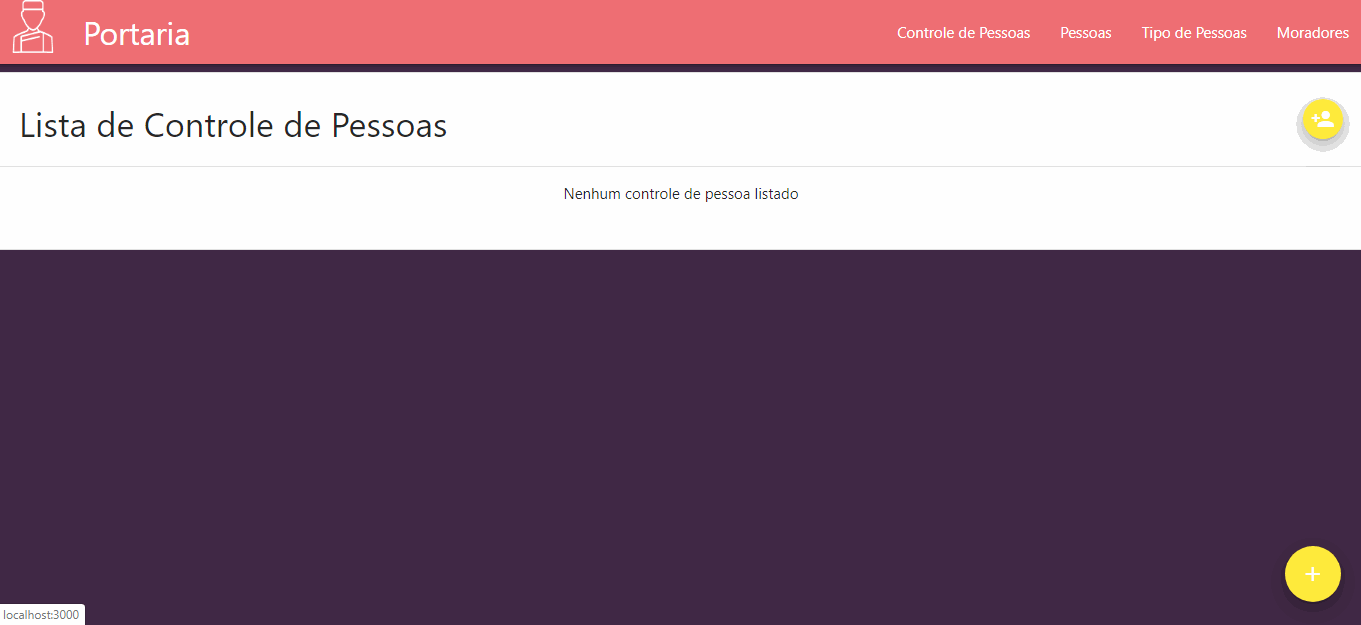 Portaria
Controle de Pessoas
Pessoas
Tipo de Pessoas
Moradores
Lista de Controle de Pessoas
Nenhum controle de pessoa listado
localhost:3000